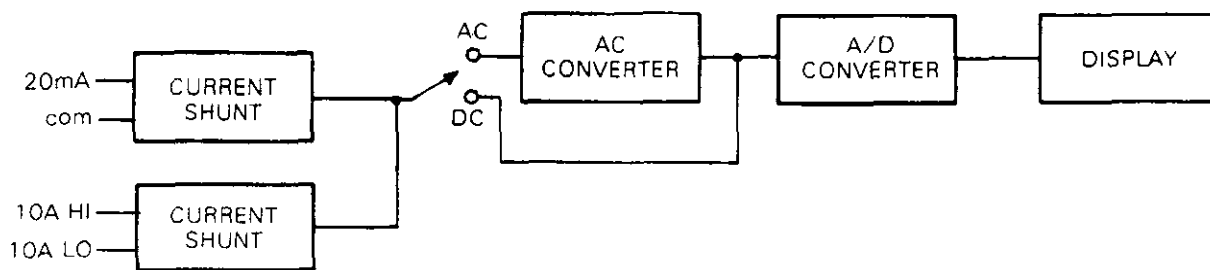 20mA
com
CURRENT
SHUNT
10A HI
10A LO
CURRENT
SHUNT
AC
DC
AC
CONVERTER
A/D
CONVERTER
DISPLAY